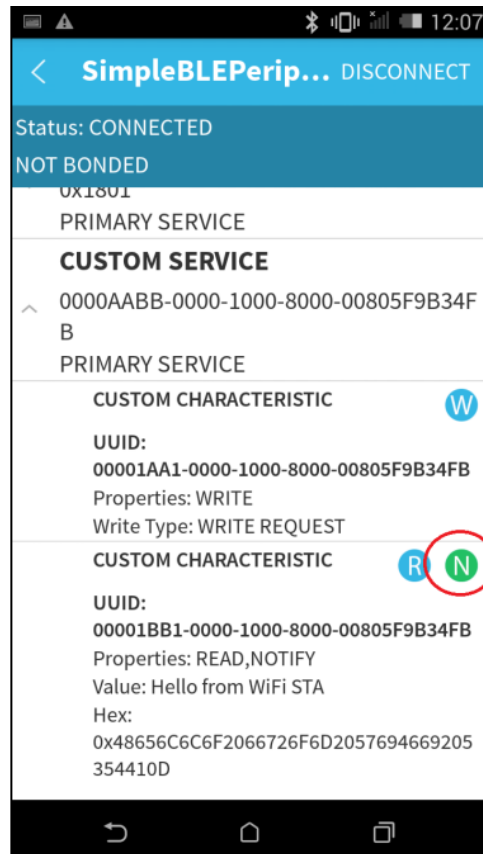 12:07
SimpleBLEPerip... DISCONNECT
Status: CONNECTED
NOT BONDED
0x1801
PRIMARY SERVICE
CUSTOM SERVICE
0000AABB-0000-1000-8000-00805F9B34F
B
PRIMARY SERVICE
CUSTOM CHARACTERISTIC
W
UUID:
00001AA1-0000-1000-8000-00805F9B34FB
Properties: WRITE
Write Type: WRITE REQUEST
CUSTOM CHARACTERISTIC
R N
UUID:
00001BB1-0000-1000-8000-00805F9B34FB
Properties: READ,NOTIFY
Value: Hello from WiFi STA
Hex:
0x48656C6C6F2066726F6D2057694669205
354410D